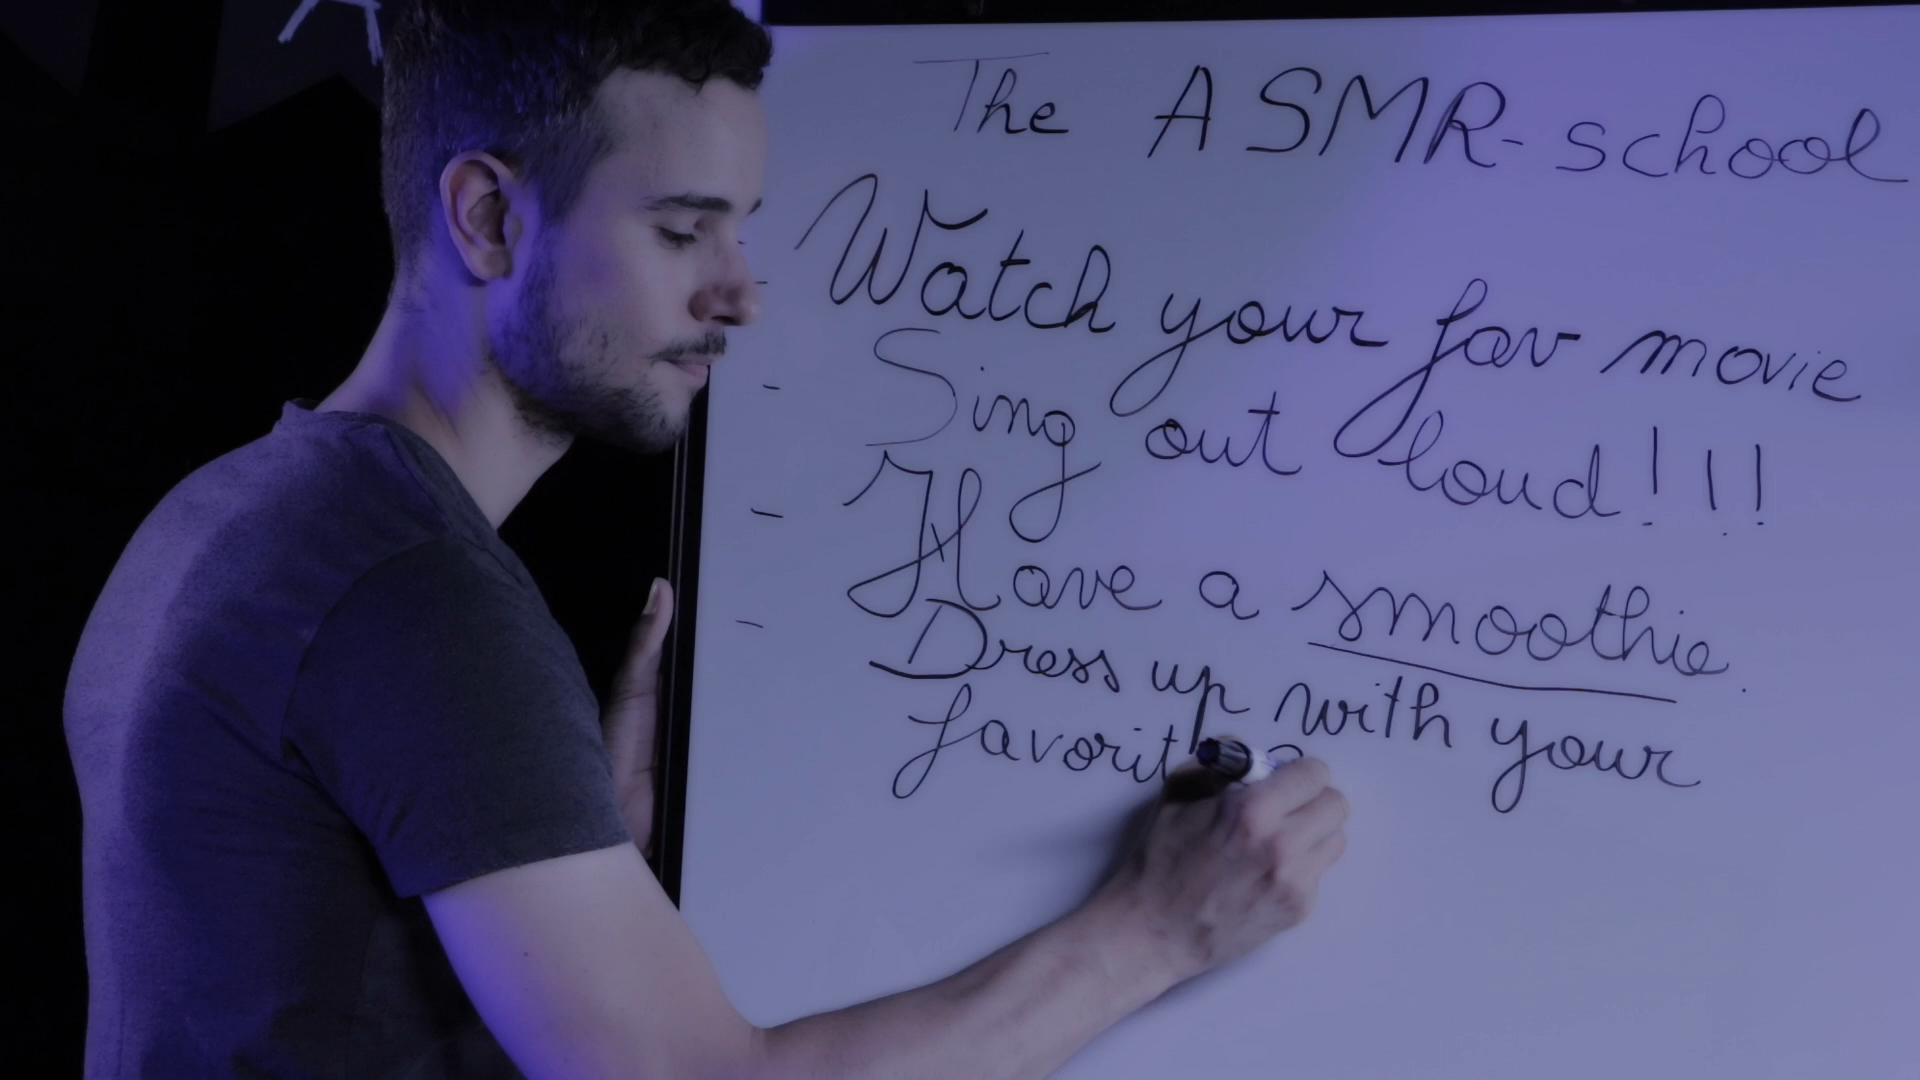 The ASMR-school
- Watch your fav movie
- Sing out loud!!!
- Have a smoothie.
- Dress up with your
favorit